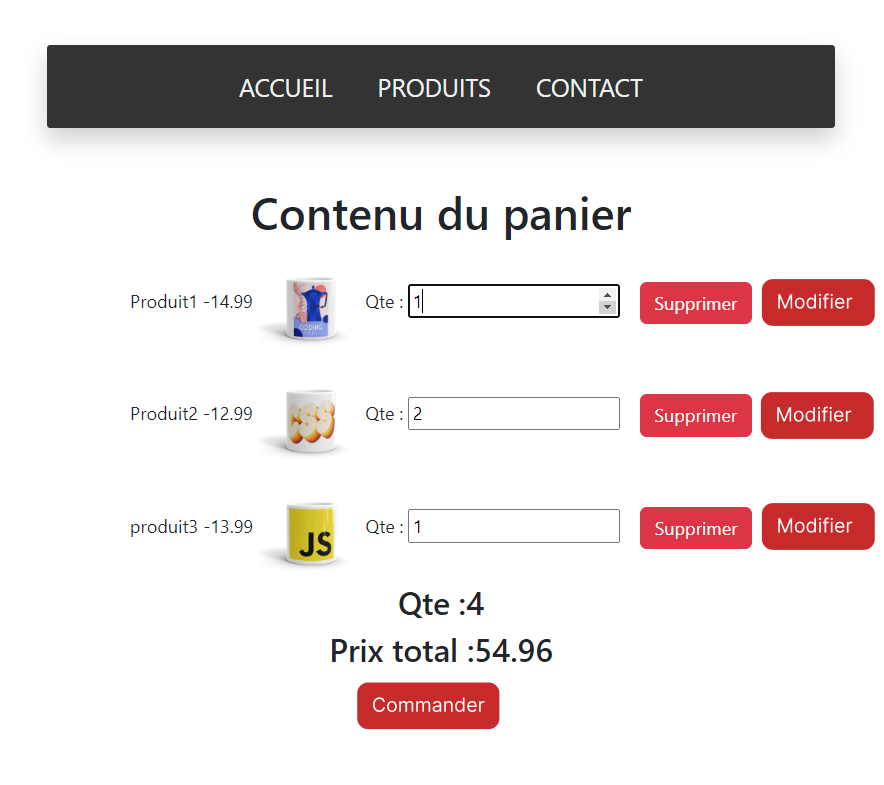 ACCUEIL PRODUITS CONTACT
Contenu du panier
Produit1 -14.99 CODING Qte : 1 Supprimer Modifier
Produit2 -12.99 CSS Qte : 2 Supprimer Modifier
produit3 -13.99 JS Qte : 1 Supprimer Modifier
Qte :4
Prix total :54.96
Commander